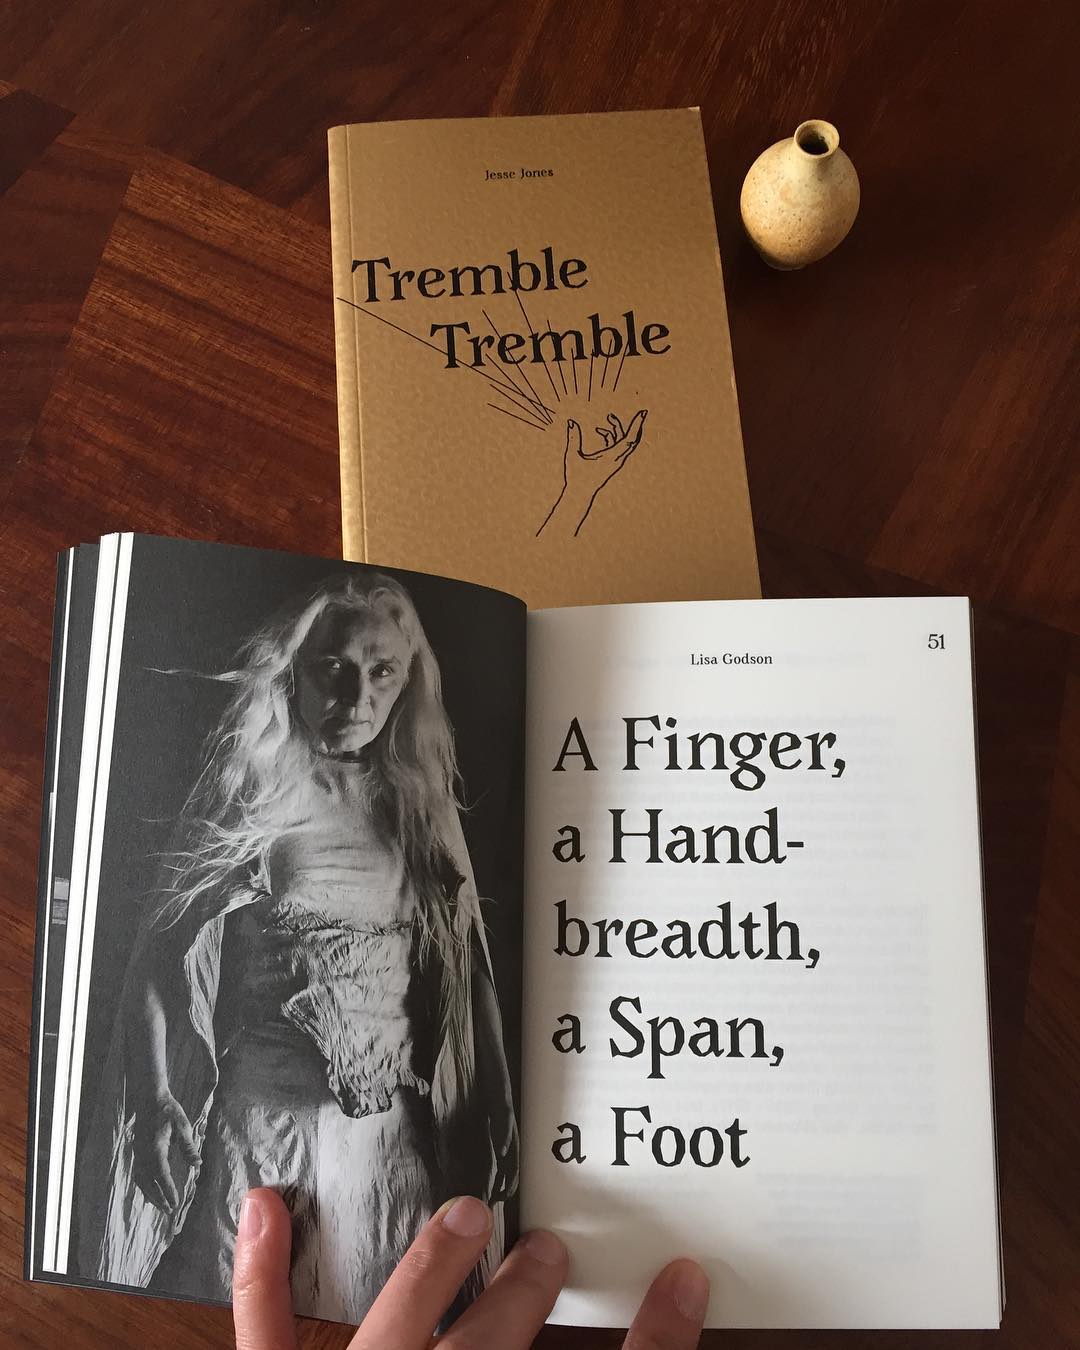 Jesse Jones
Tremble
Tremble
51
Lisa Godson
A Finger,
a Hand-
breadth,
a Span,
a Foot